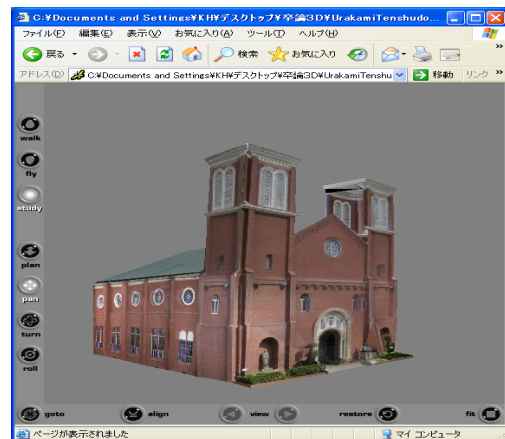 C:¥Documents and Settings¥KH¥デスクトップ¥卒論3D¥UrakamiTenshudo...
ファイル(F) 編集(E) 表示(V) お気に入り(A) ツール(T) ヘルプ(H)
戻る 検索 お気に入り
アドレス(D) C:¥Documents and Settings¥KH¥デスクトップ¥卒論3D¥UrakamiTenshu 移動 リンク
walk
fly
study
plan
pan
turn
roll
goto align view restore fit
ページが表示されました マイ コンピュータ